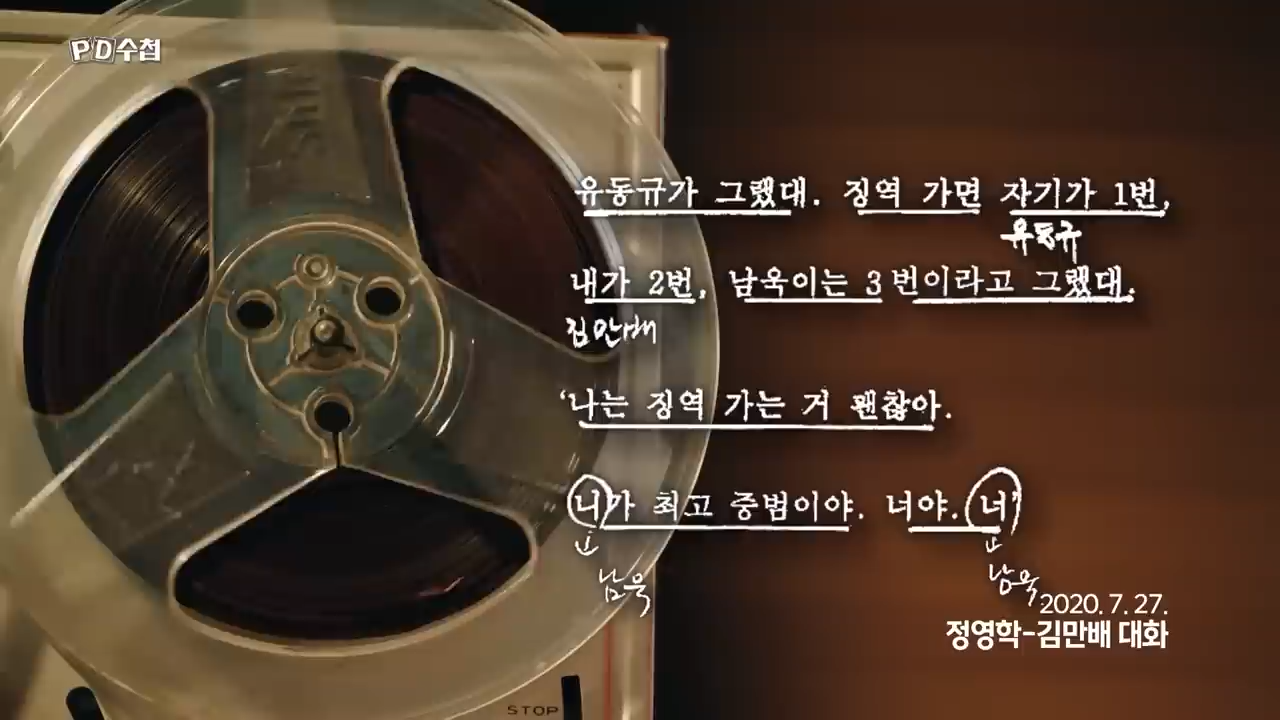 PD수첩
유동규가 그랬대. 징역 가면 자기가 1번,
유동규
내가 2번, 남욱이는 3번이라고 그랬대.
김만배
'나는 징역 가는 거 괜찮아.
니가 최고 중범이야. 너야. 너'
남욱
남욱
2020. 7. 27.
정영학-김만배 대화
STOP